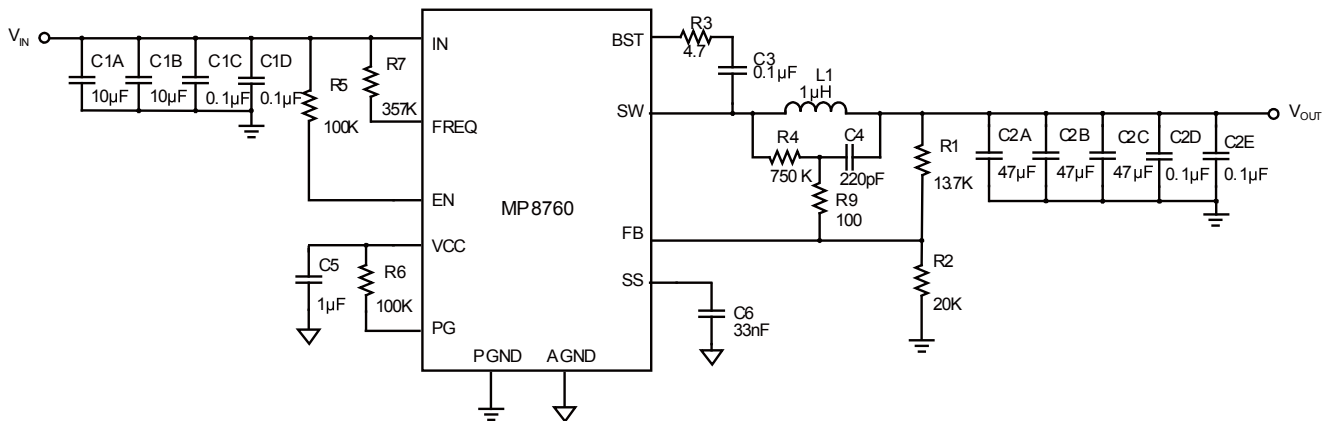 V_IN
C1A
10µF
C1B
10µF
C1C
0.1µF
C1D
0.1µF
R5
100K
R7
357K
IN
FREQ
EN
VCC
PG
C5
1µF
R6
100K
MP8760
PGND
AGND
BST
SW
FB
SS
R3
4.7
C3
0.1µF
L1
1µH
R4
750K
C4
220pF
R9
100
R1
13.7K
R2
20K
C6
33nF
C2A
47µF
C2B
47µF
C2C
47µF
C2D
0.1µF
C2E
0.1µF
V_OUT